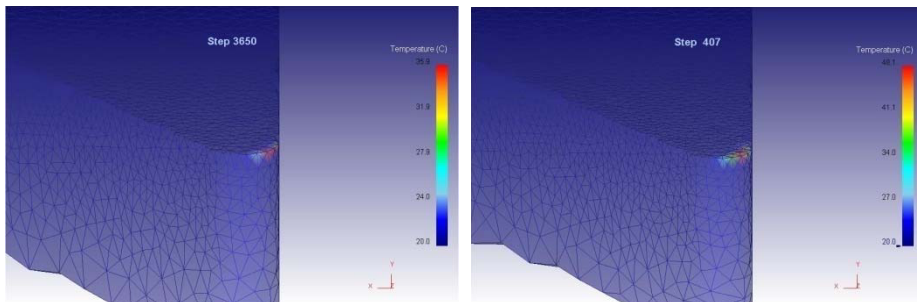 Step 3650
Temperature (C)
35.8
31.9
27.9
24.0
20.0
Y
X
Z
Step 407
Temperature (C)
48.1
41.1
34.0
27.0
20.0
Y
X
Z